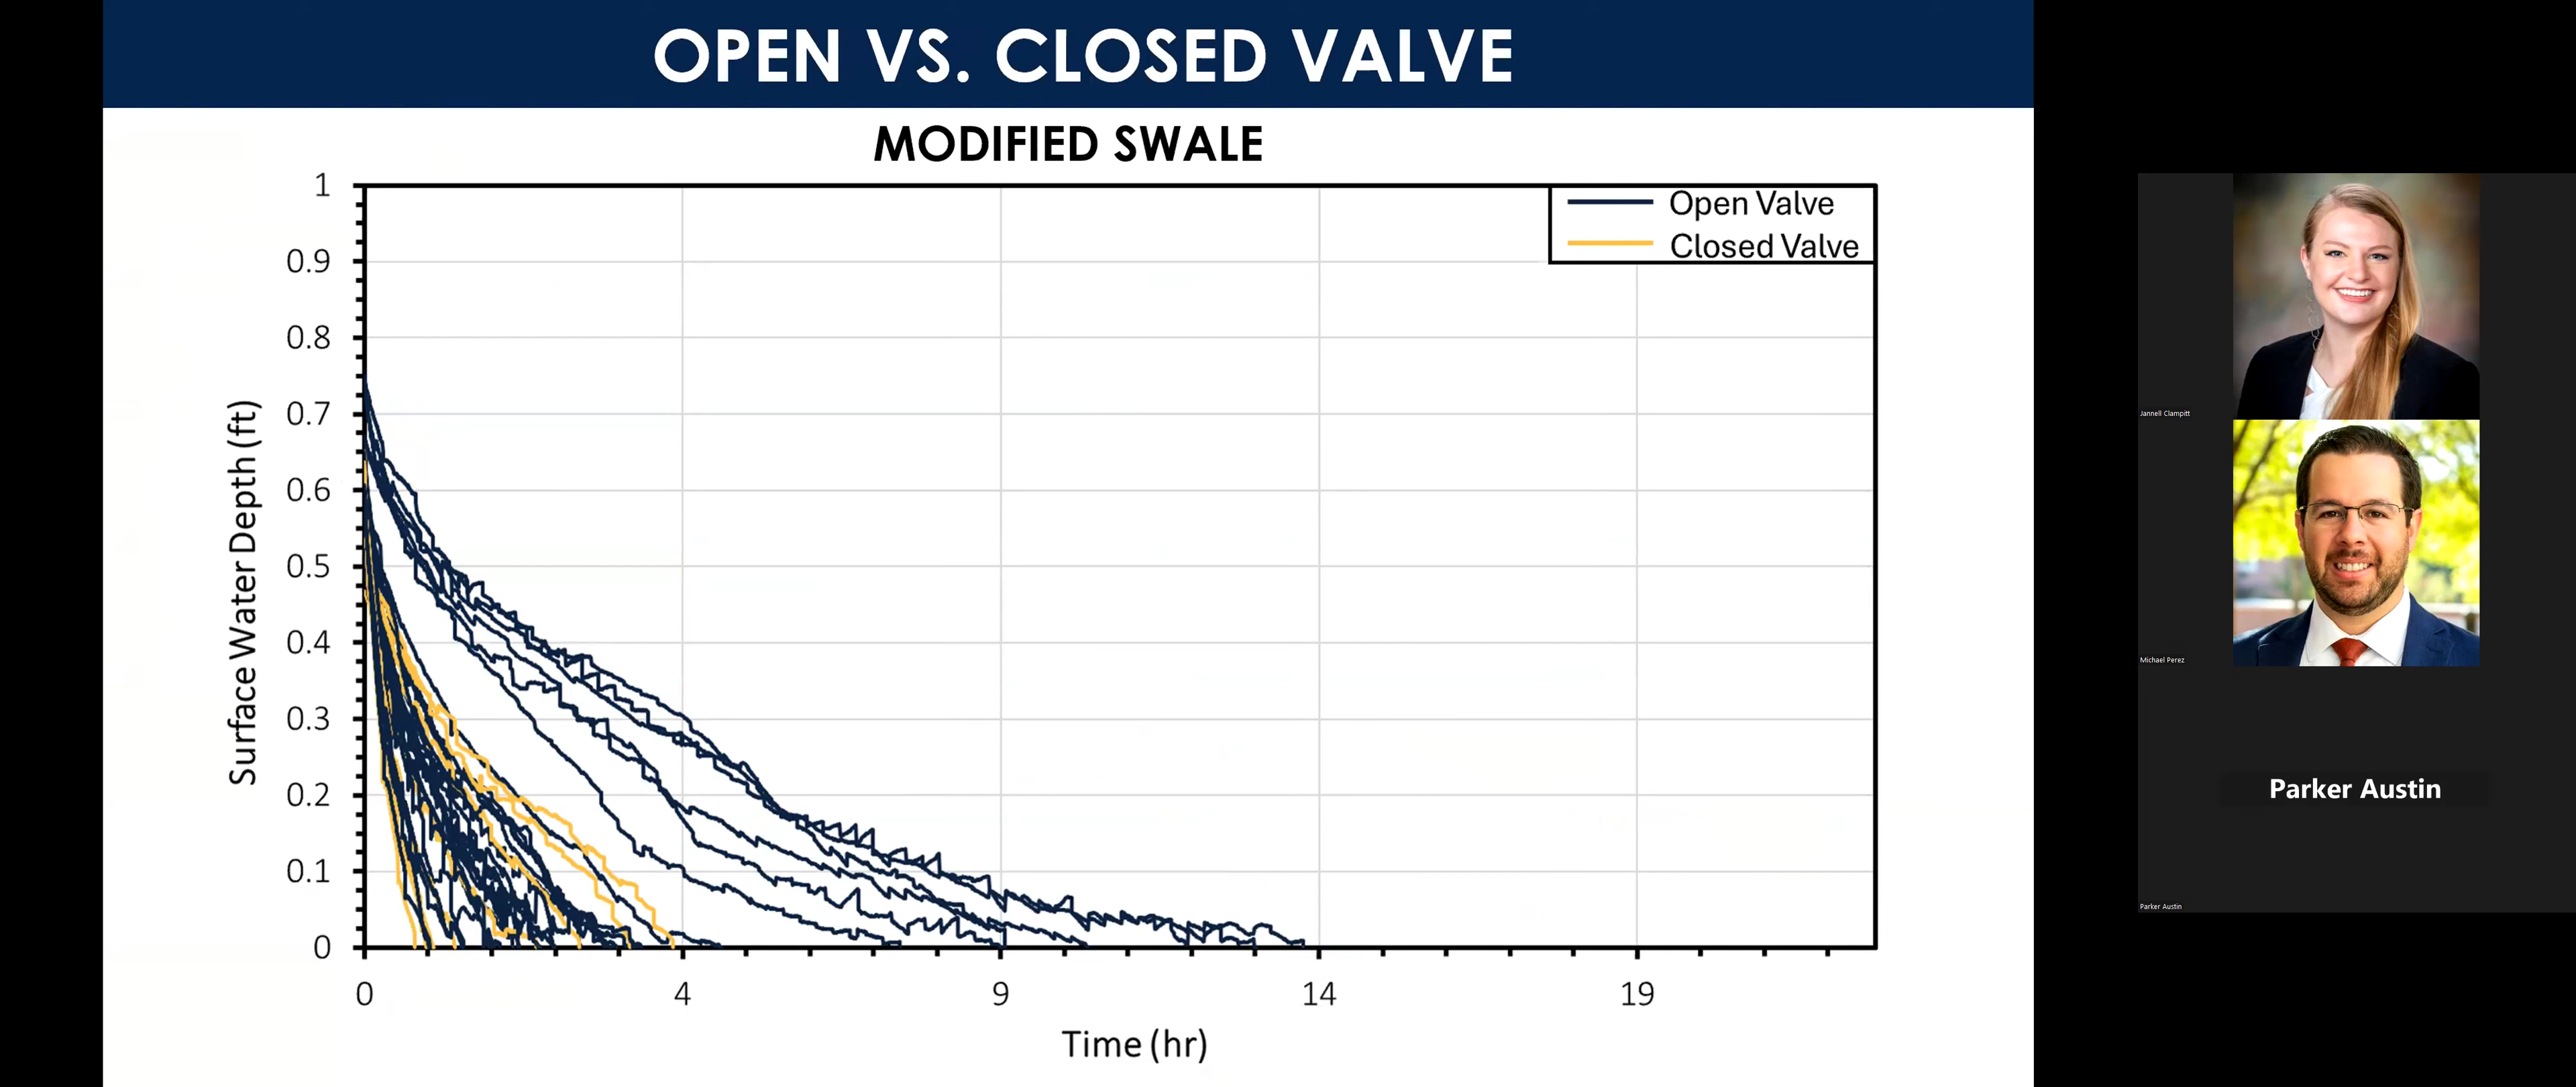 OPEN VS. CLOSED VALVE
MODIFIED SWALE
Open Valve
Closed Valve
Surface Water Depth (ft)
1
0.9
0.8
0.7
0.6
0.5
0.4
0.3
0.2
0.1
0
0 4 9 14 19
Time (hr)
Jannell Clampitt
Michael Perez
Parker Austin
Parker Austin